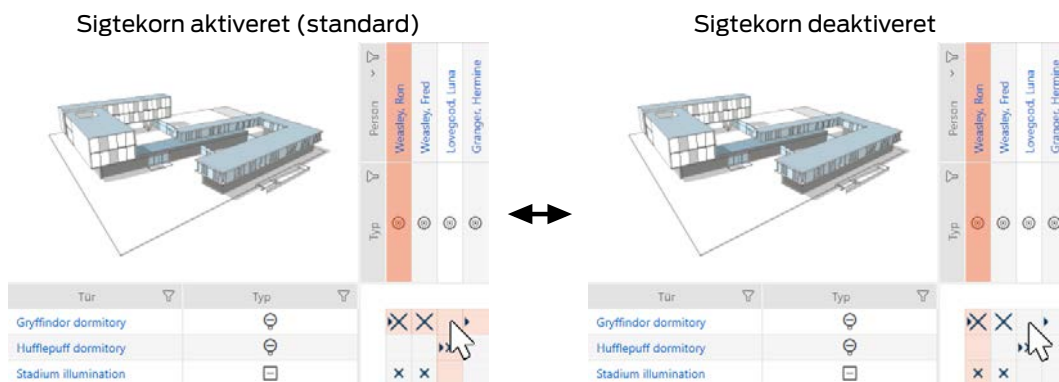 Sigtekorn aktiveret (standard)
Person
Weasley, Ron
Weasley, Fred
Lovegood, Luna
Granger, Hermine
Typ
Tür Typ
Gryffindor dormitory
Hufflepuff dormitory
Stadium illumination
Sigtekorn deaktiveret
Person
Weasley, Ron
Weasley, Fred
Lovegood, Luna
Granger, Hermine
Typ
Tür Typ
Gryffindor dormitory
Hufflepuff dormitory
Stadium illumination